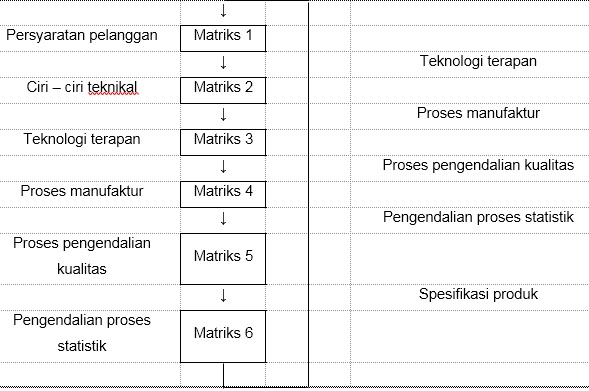 ↓
Persyaratan pelanggan Matriks 1
↓ Teknologi terapan
Ciri – ciri teknikal Matriks 2
↓ Proses manufaktur
Teknologi terapan Matriks 3
↓ Proses pengendalian kualitas
Proses manufaktur Matriks 4
↓ Pengendalian proses statistik
Proses pengendalian
kualitas
Matriks 5
↓ Spesifikasi produk
Pengendalian proses
statistik
Matriks 6